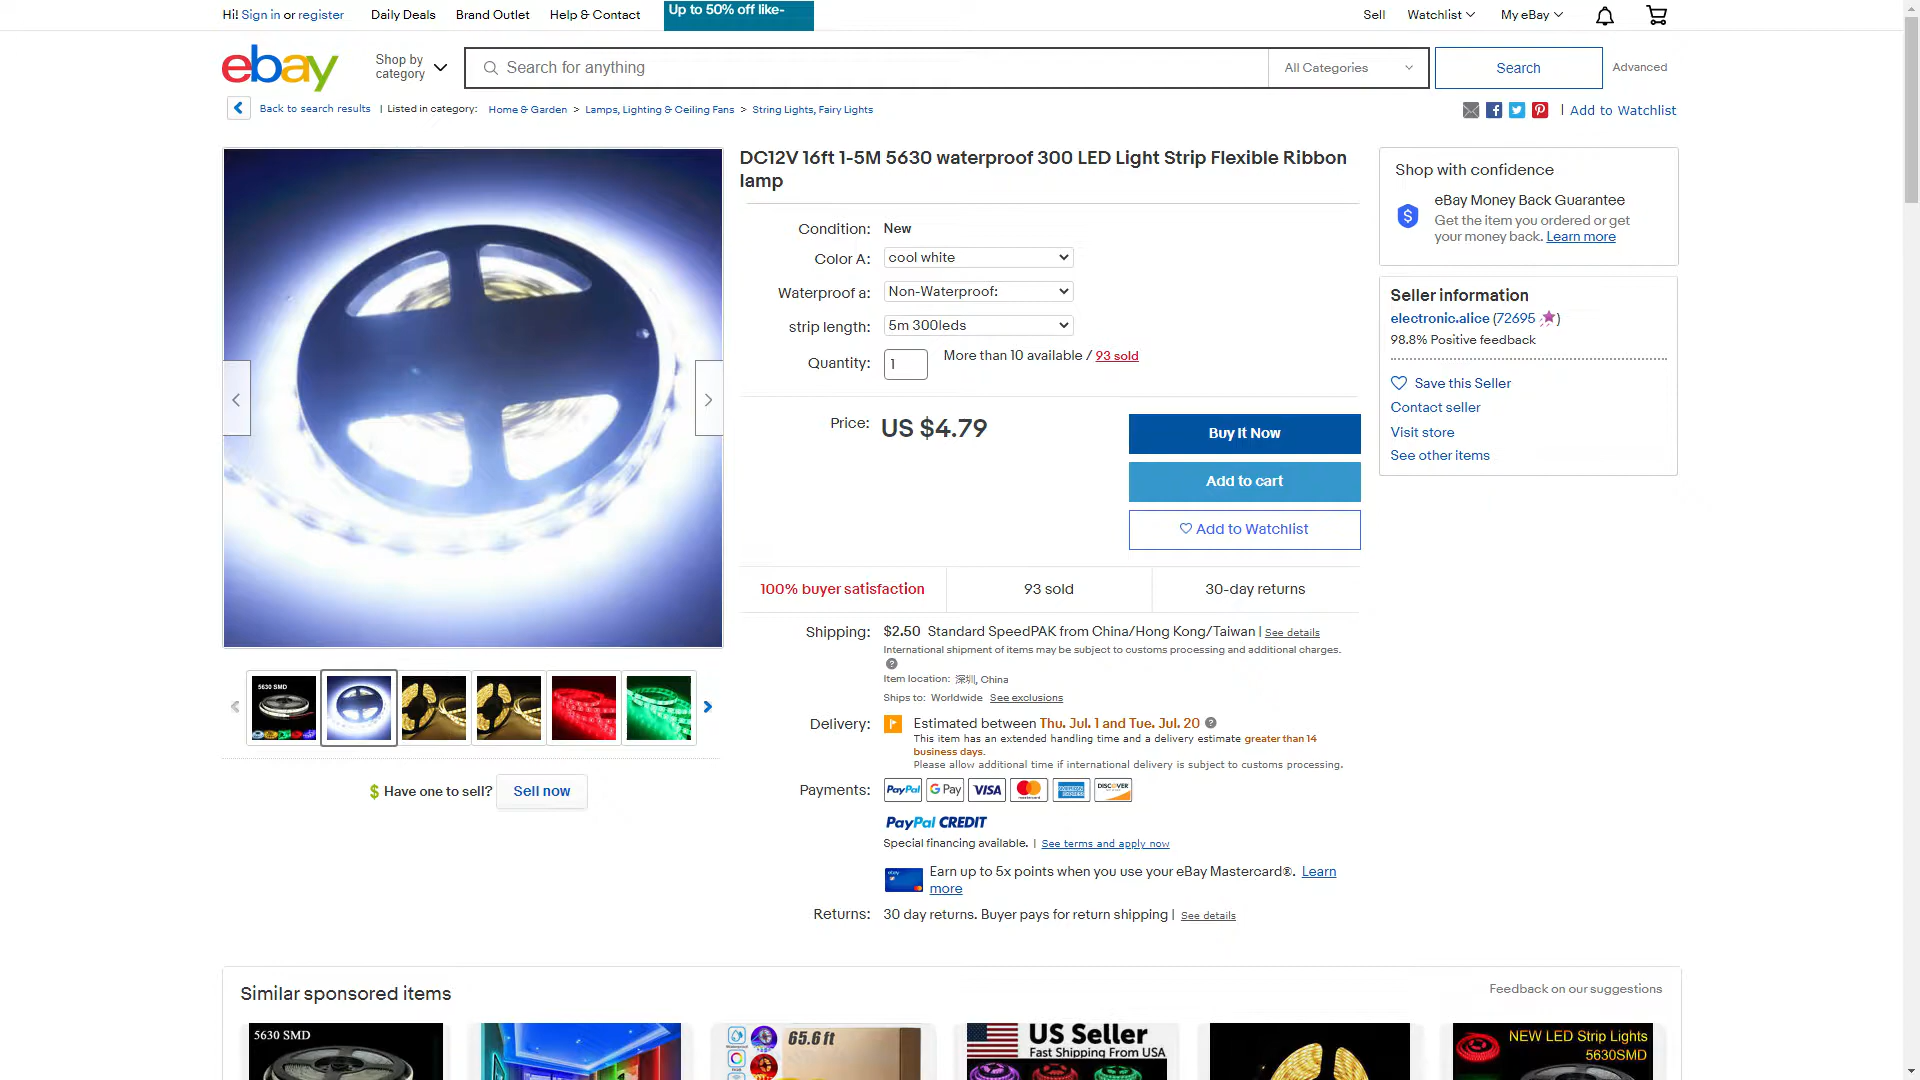 Hi! Sign in or register
Daily Deals
Brand Outlet
Help & Contact
Up to 50% off like-
Sell
Watchlist
My eBay
ebay
Shop by category
Search for anything
All Categories
Search
Advanced
Back to search results | Listed in category: Home & Garden > Lamps, Lighting & Ceiling Fans > String Lights, Fairy Lights
| Add to Watchlist
DC12V 16ft 1-5M 5630 waterproof 300 LED Light Strip Flexible Ribbon
lamp
Condition: New
Color A: cool white
Waterproof a: Non-Waterproof:
strip length: 5m 300leds
Quantity: 1 More than 10 available / 93 sold
Price: US $4.79
Buy It Now
Add to cart
Add to Watchlist
100% buyer satisfaction
93 sold
30-day returns
Shipping: $2.50 Standard SpeedPAK from China/Hong Kong/Taiwan | See details
International shipment of items may be subject to customs processing and additional charges.
Item location: 深圳, China
Ships to: Worldwide See exclusions
Delivery: Estimated between Thu. Jul. 1 and Tue. Jul. 20
This item has an extended handling time and a delivery estimate greater than 14
business days.
Please allow additional time if international delivery is subject to customs processing.
Payments: PayPal G Pay VISA DISCOVER
PayPal CREDIT
Special financing available. | See terms and apply now
Earn up to 5x points when you use your eBay Mastercard®. Learn
more
Returns: 30 day returns. Buyer pays for return shipping | See details
Shop with confidence
eBay Money Back Guarantee
Get the item you ordered or get
your money back. Learn more
Seller information
electronic.alice (72695)
98.8% Positive feedback
Save this Seller
Contact seller
Visit store
See other items
5630 SMD
$ Have one to sell? Sell now
Similar sponsored items
Feedback on our suggestions
5630 SMD
65.6 ft
US Seller
Fast Shipping From USA
NEW LED Strip Lights
5630SMD